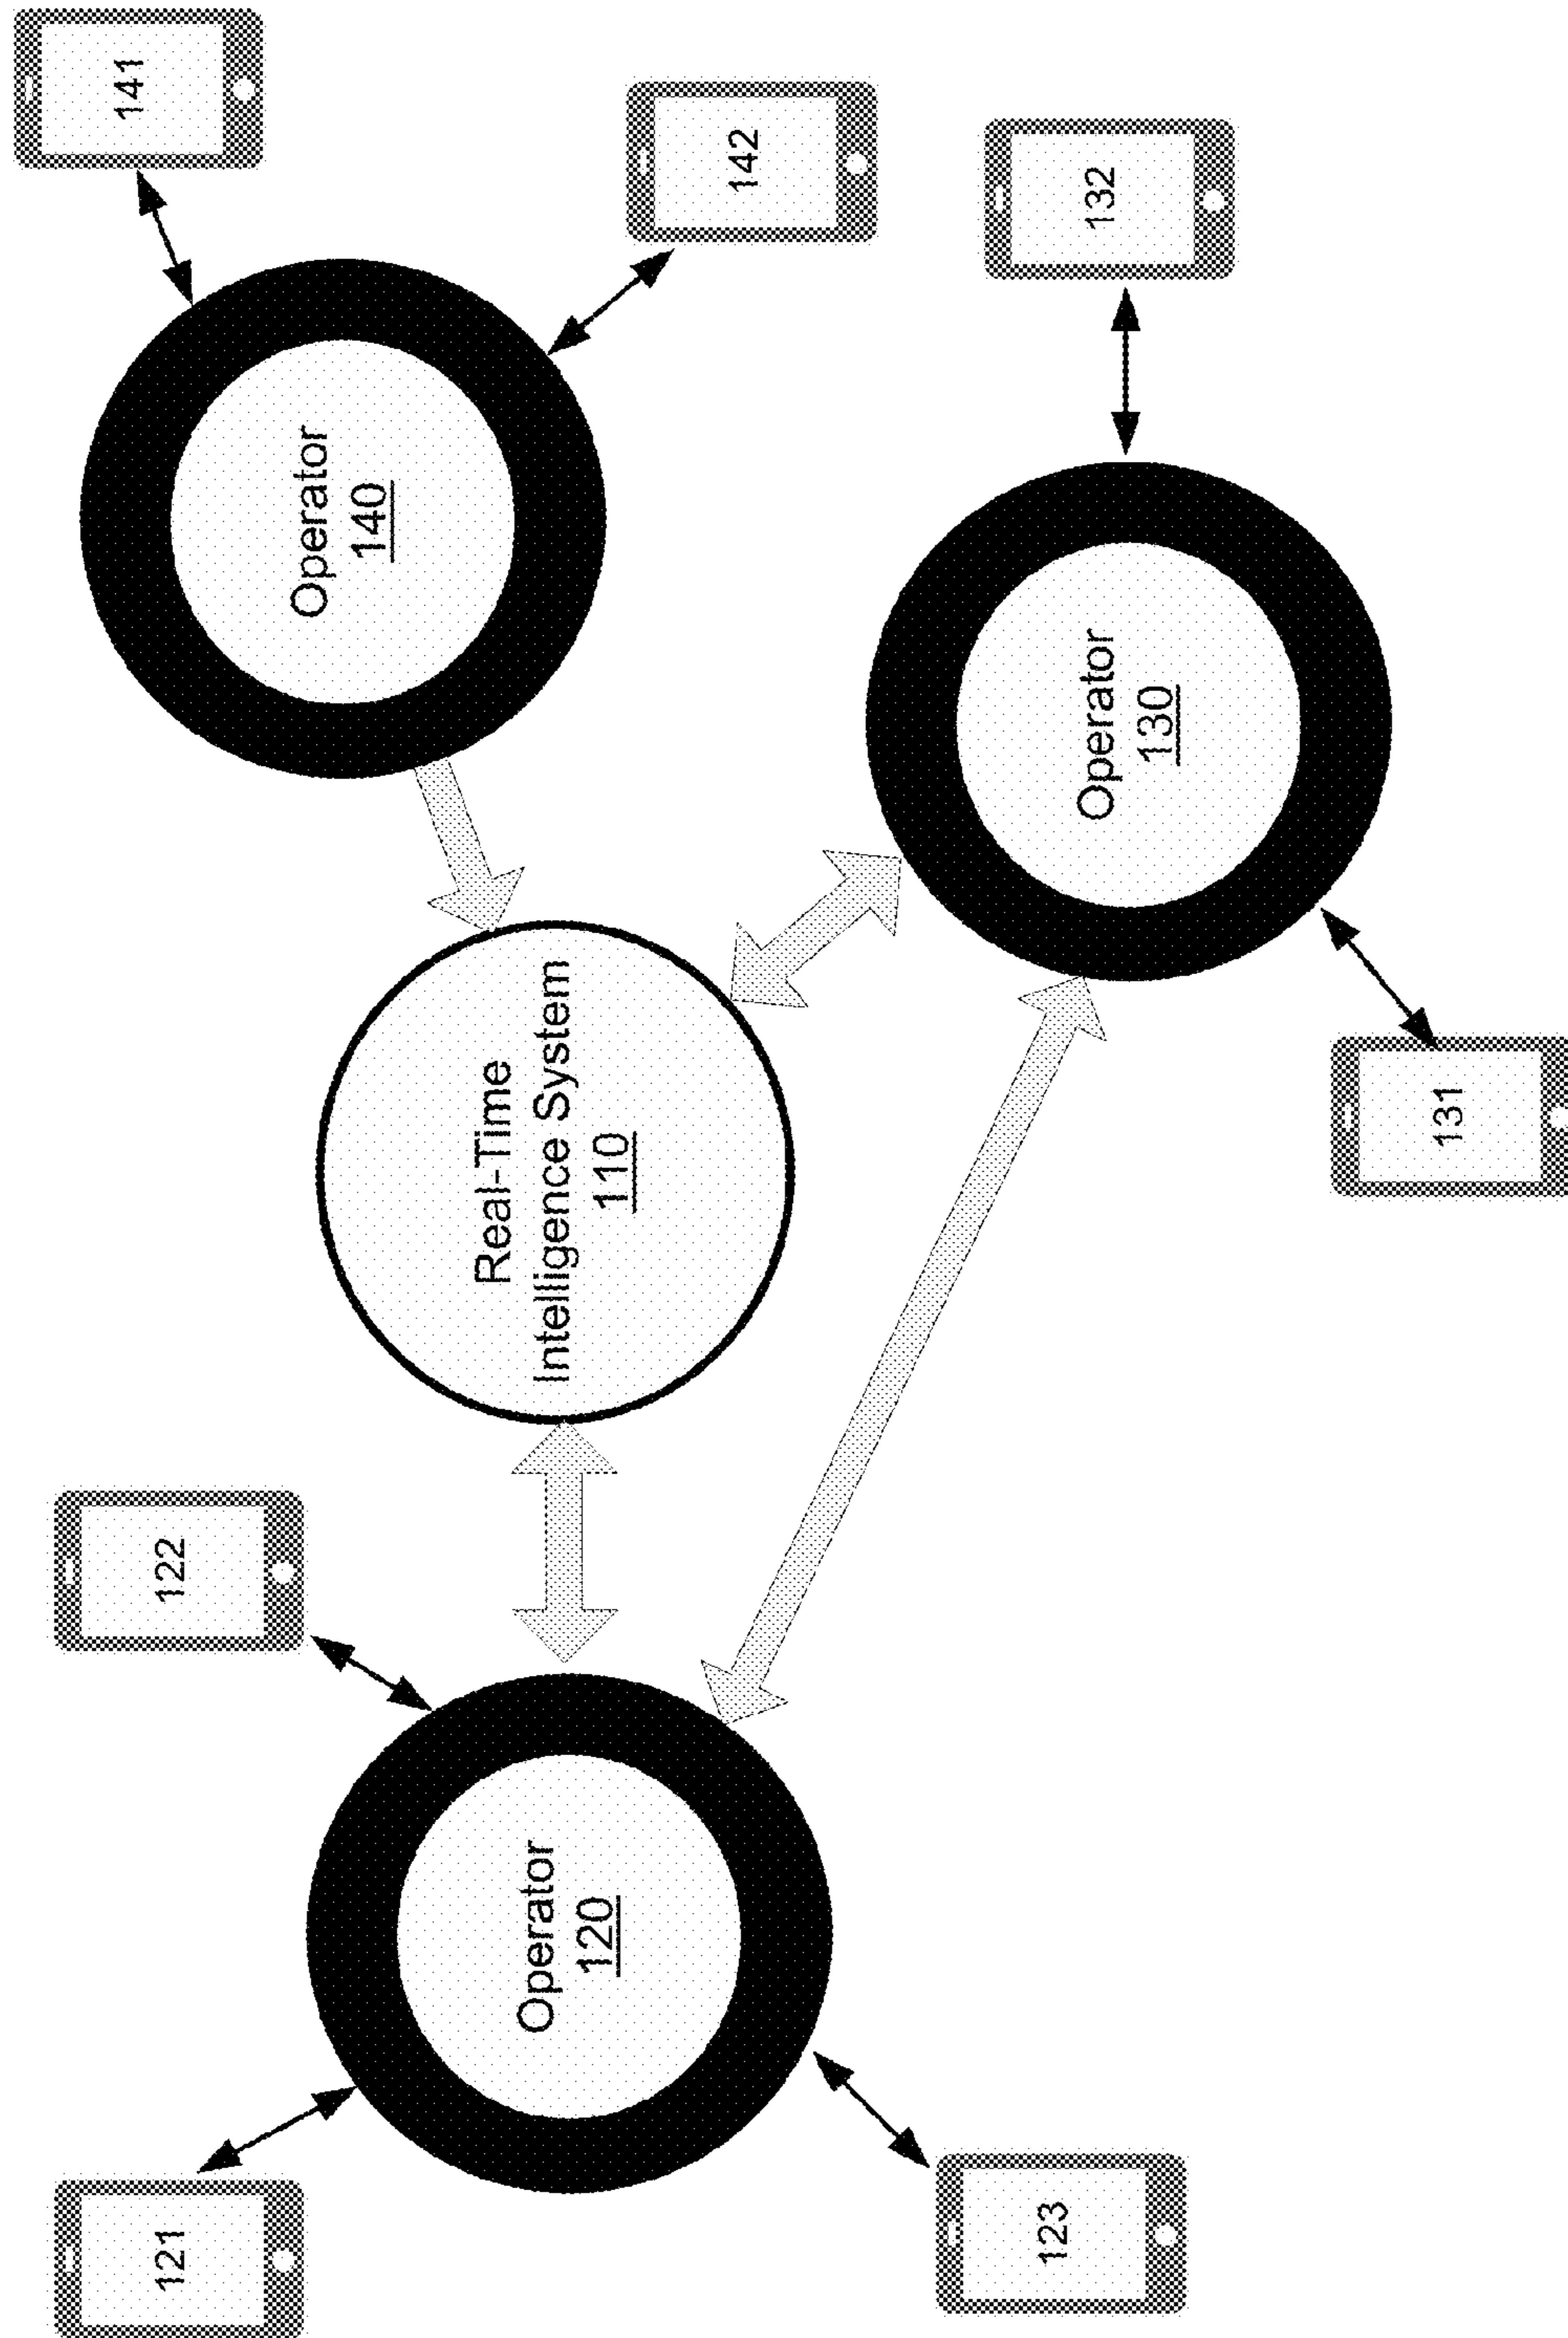 121
122
123
Operator
120
Real-Time
Intelligence System
110
Operator
140
141
142
Operator
130
131
132